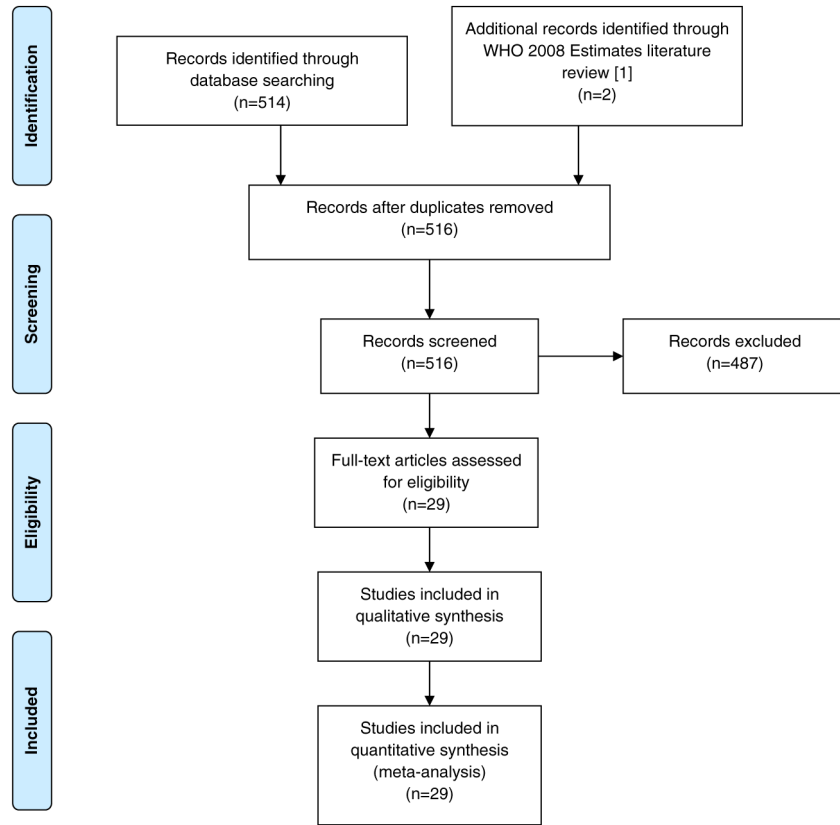 Identification
Records identified through
database searching
(n=514)
Additional records identified through
WHO 2008 Estimates literature
review [1]
(n=2)
Records after duplicates removed
(n=516)
Screening
Records screened
(n=516)
Records excluded
(n=487)
Eligibility
Full-text articles assessed
for eligibility
(n=29)
Studies included in
qualitative synthesis
(n=29)
Included
Studies included in
quantitative synthesis
(meta-analysis)
(n=29)